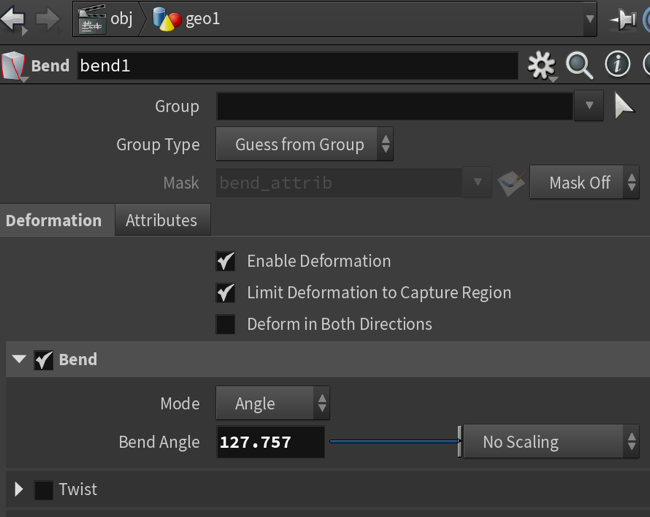 obj geo1
Bend bend1
Group
Group Type Guess from Group
Mask bend_attrib Mask Off
Deformation Attributes
Enable Deformation
Limit Deformation to Capture Region
Deform in Both Directions
Bend
Mode Angle
Bend Angle 127.757 No Scaling
Twist